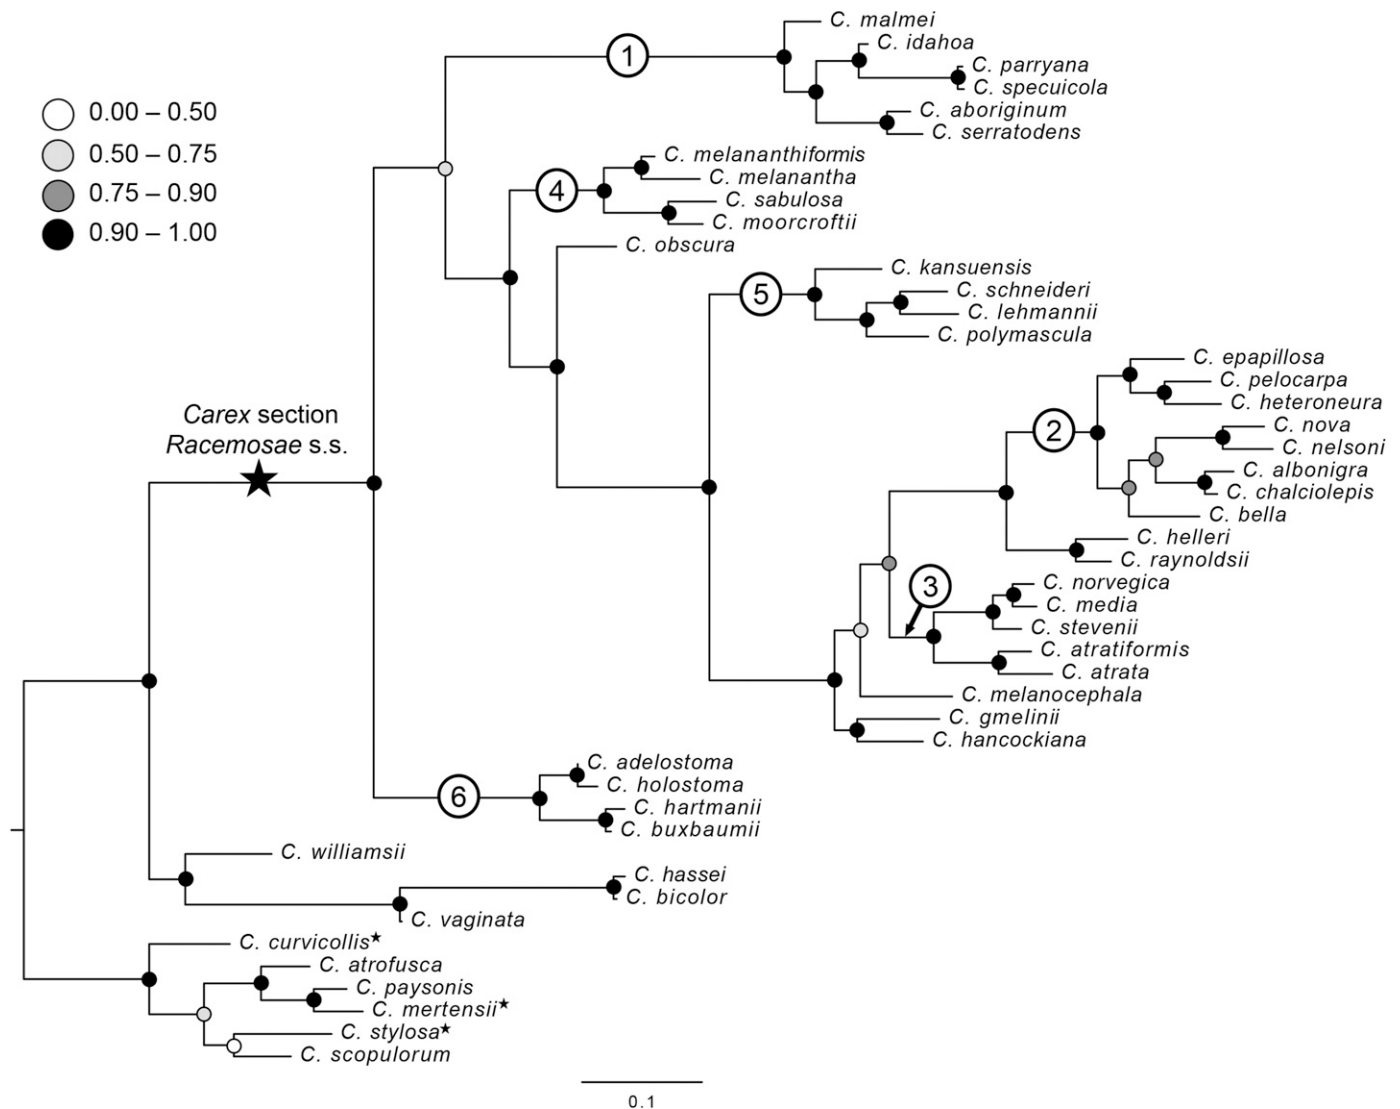 0.00 – 0.50
0.50 – 0.75
0.75 – 0.90
0.90 – 1.00
Carex section
Racemosae s.s.
1
C. malmei
C. idahoa
C. parryana
C. specuicola
C. aboriginum
C. serratodens
C. melananthiformis
4
C. melanantha
C. sabulosa
C. moorcroftii
C. obscura
C. kansuensis
5
C. schneideri
C. lehmannii
C. polymascula
C. epapillosa
C. pelocarpa
C. heteroneura
2
C. nova
C. nelsoni
C. albonigra
C. chalciolepis
C. bella
C. helleri
C. raynoldsii
3
C. norvegica
C. media
C. stevenii
C. atratiformis
C. atrata
C. melanocephala
C. gmelinii
C. hancockiana
6
C. adelostoma
C. holostoma
C. hartmanii
C. buxbaumii
C. williamsii
C. hassei
C. bicolor
C. vaginata
C. curvicollis★
C. atrofusca
C. paysonis
C. mertensii★
C. stylosa★
C. scopulorum
0.1